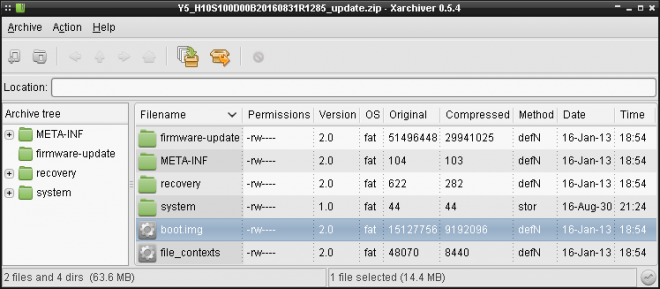 Y5_H10S100D00B20160831R1285_update.zip - Xarchiver 0.5.4
Archive Action Help
Location:
Archive tree
META-INF
firmware-update
recovery
system
Filename Permissions Version OS Original Compressed Method Date Time
firmware-update -rw---- 2.0 fat 51496448 29941025 defN 16-Jan-13 18:54
META-INF -rw---- 2.0 fat 104 103 defN 16-Jan-13 18:54
recovery -rw---- 2.0 fat 622 282 defN 16-Jan-13 18:54
system -rw---- 1.0 fat 44 44 stor 16-Aug-30 21:24
boot.img -rw---- 2.0 fat 15127756 9192096 defN 16-Jan-13 18:54
file_contexts -rw---- 2.0 fat 48070 8440 defN 16-Jan-13 18:54
2 files and 4 dirs (63.6 MB) 1 file selected (14.4 MB)